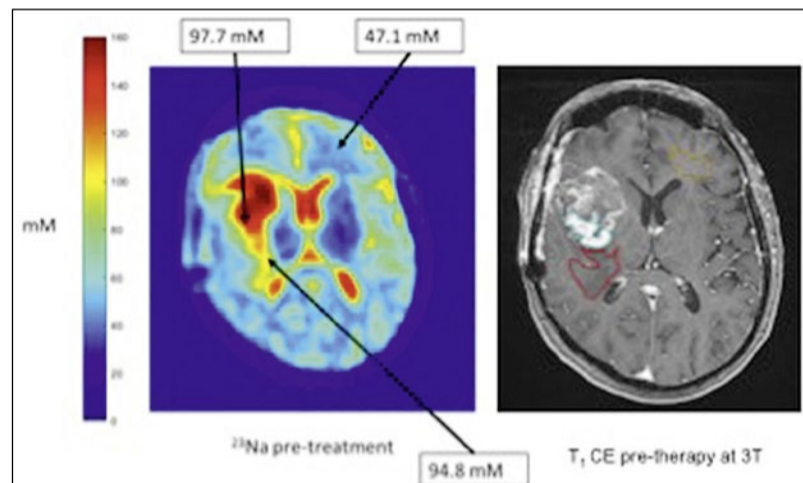 97.7 mM
47.1 mM
160
140
120
100
80
60
40
20
0
mM
²³Na pre-treatment
94.8 mM
T₁ CE pre-therapy at 3T